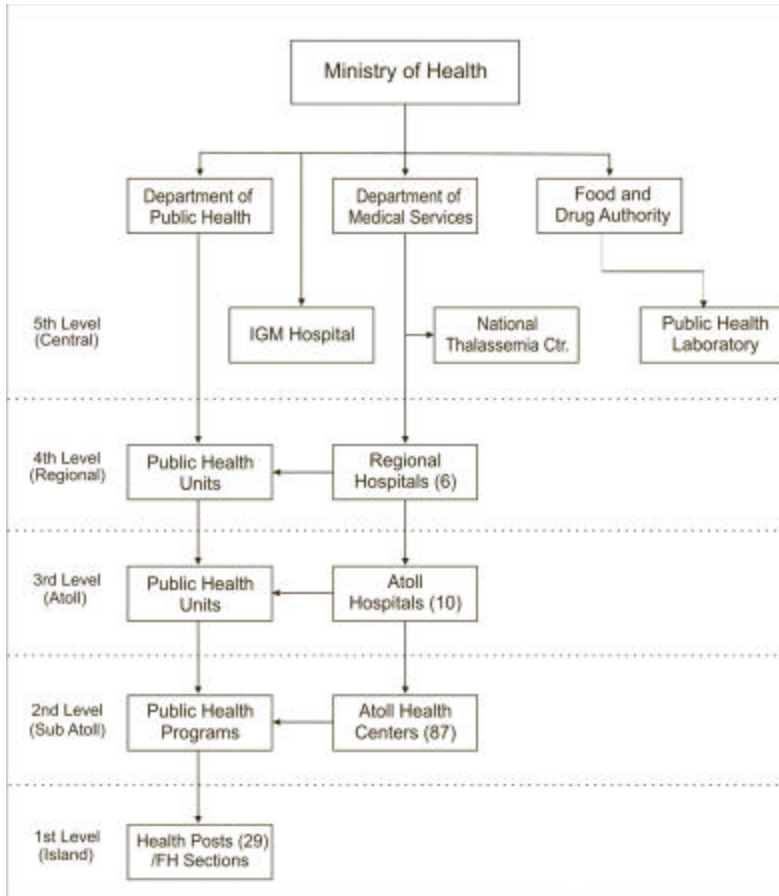 Ministry of Health
Department of
Public Health
Department of
Medical Services
Food and
Drug Authority
5th Level
(Central)
IGM Hospital
National
Thalassemia Ctr.
Public Health
Laboratory
4th Level
(Regional)
Public Health
Units
Regional
Hospitals (6)
3rd Level
(Atoll)
Public Health
Units
Atoll
Hospitals (10)
2nd Level
(Sub Atoll)
Public Health
Programs
Atoll Health
Centers (87)
1st Level
(Island)
Health Posts (29)
/FH Sections